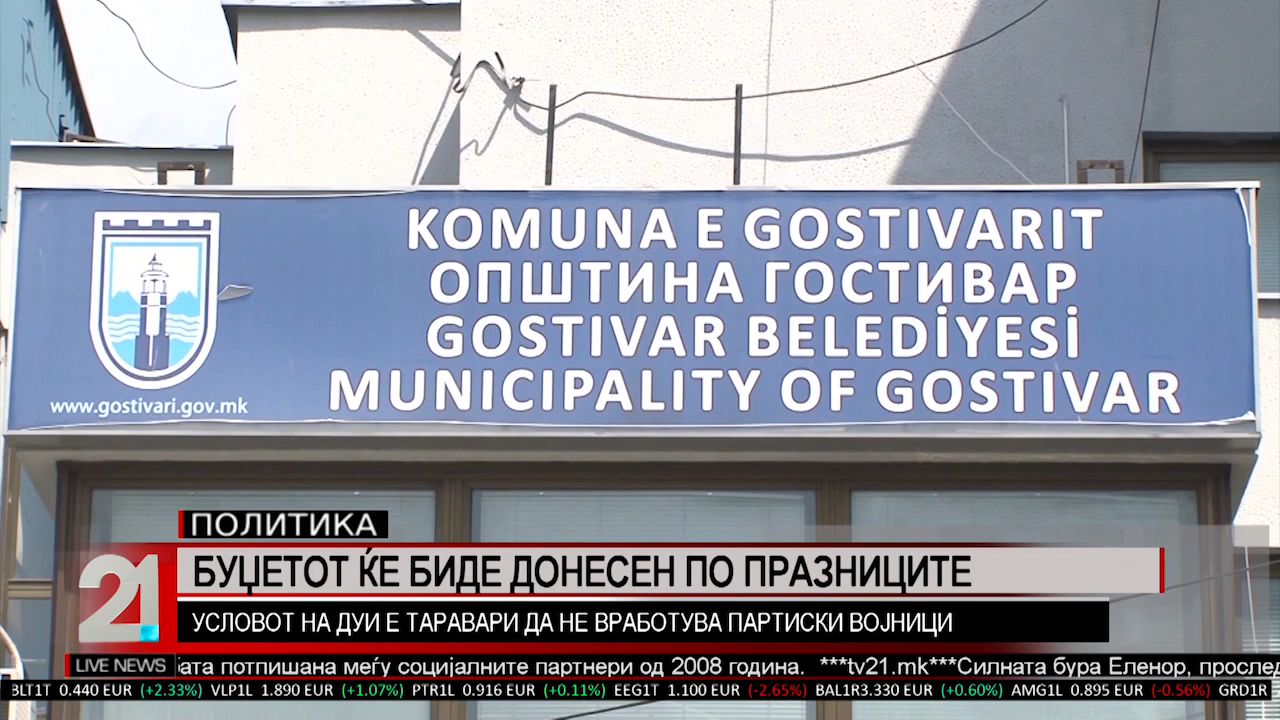 KOMUNA E GOSTIVARIT
ОПШТИНА ГОСТИВАР
GOSTIVAR BELEDİYESİ
MUNICIPALITY OF GOSTIVAR
www.gostivari.gov.mk
ПОЛИТИКА
21
БУЏЕТОТ ЌЕ БИДЕ ДОНЕСЕН ПО ПРАЗНИЦИТЕ
УСЛОВОТ НА ДУИ Е ТАРАВАРИ ДА НЕ ВРАБОТУВА ПАРТИСКИ ВОЈНИЦИ
LIVE NEWS
потпишана меѓу социјалните партнери од 2008 година. ***tv21.mk***Силната бура Еленор,
BLT1T 0.440 EUR (+2.33%) VLP1L 1.890 EUR (+1.07%) PTR1L 0.916 EUR (+0.11%) EEG1T 1.100 EUR (-2.65%) BAL1R3.330 EUR (+0.60%) AMG1L 0.895 EUR (-0.56%) GRD1R